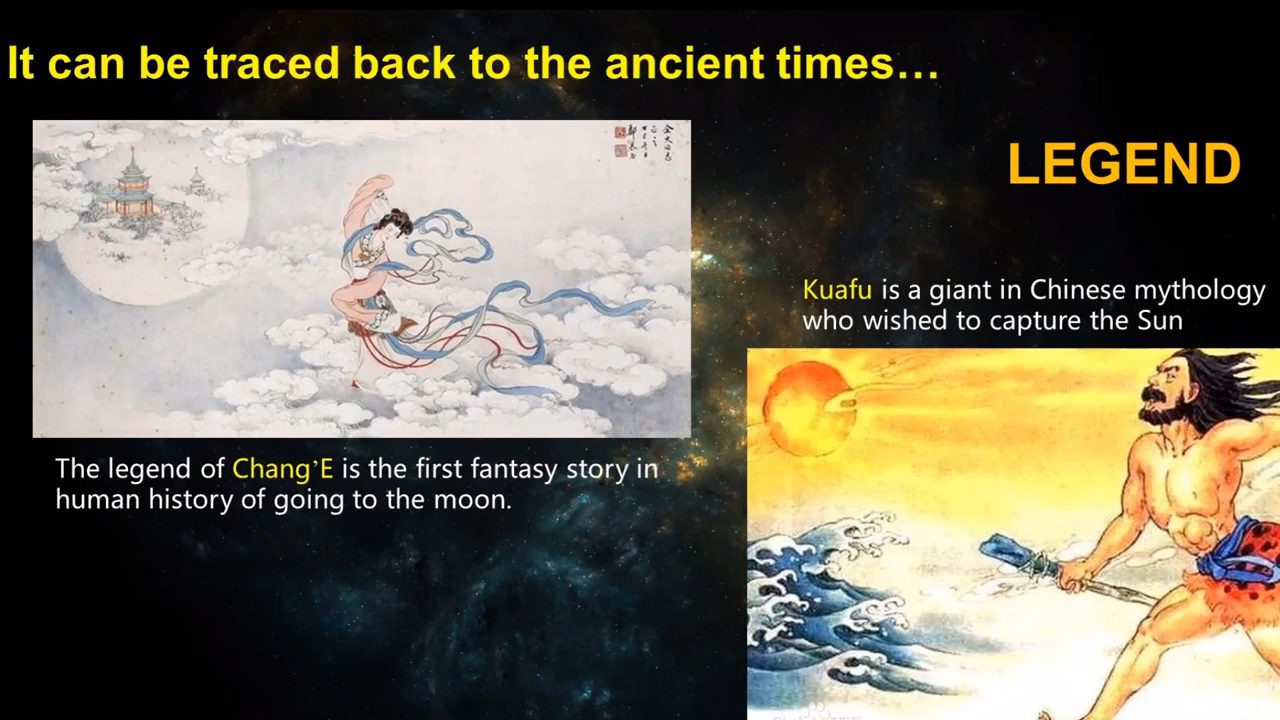 It can be traced back to the ancient times…
LEGEND
Kuafu is a giant in Chinese mythology
who wished to capture the Sun
The legend of Chang’E is the first fantasy story in
human history of going to the moon.